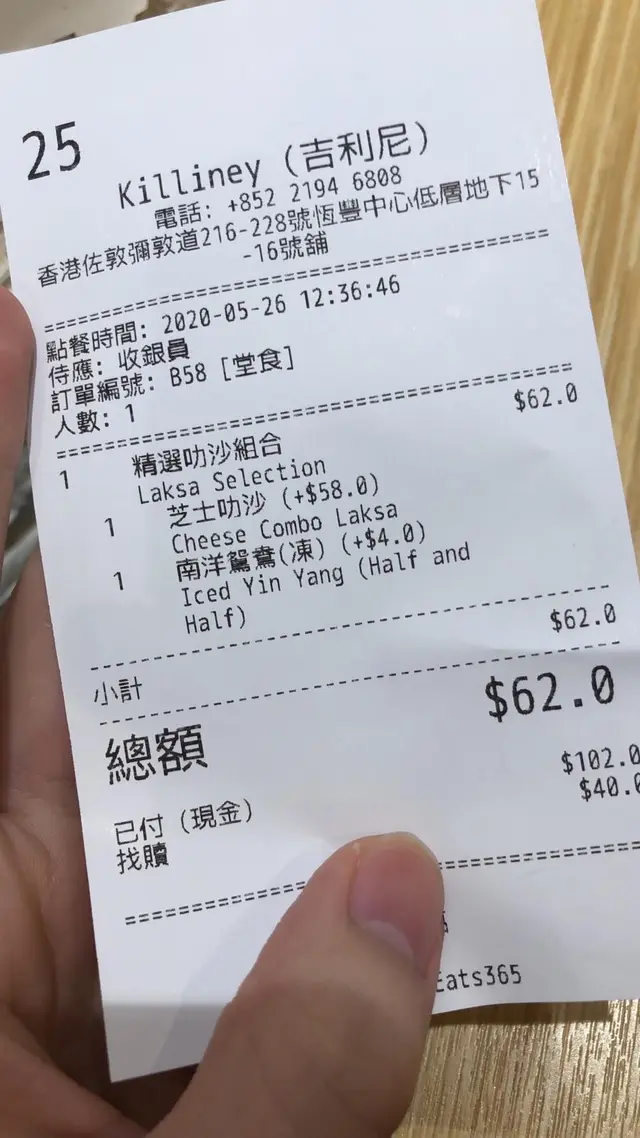 25
Killiney (吉利尼)
電話: +852 2194 6808
香港佐敦彌敦道216-228號恆豐中心低層地下15
-16號舖
點餐時間: 2020-05-26 12:36:46
侍應: 收銀員
訂單編號: B58 [堂食]
人數: 1
1 精選叻沙組合 $62.0
Laksa Selection
1 芝士叻沙 (+$58.0)
Cheese Combo Laksa
1 南洋鴛鴦(凍) (+$4.0)
Iced Yin Yang (Half and
Half)
小計 $62.0
總額 $62.0
已付 (現金) $102.0
找贖 $40.0
Eats365